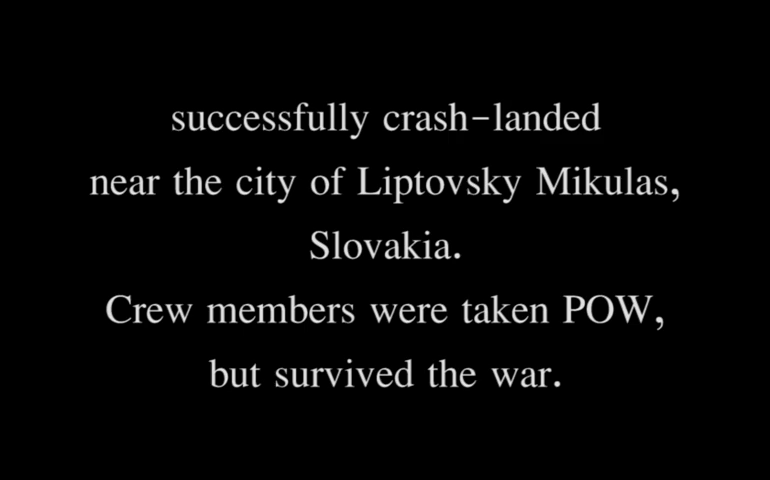 successfully crash-landed
near the city of Liptovsky Mikulas,
Slovakia.
Crew members were taken POW,
but survived the war.